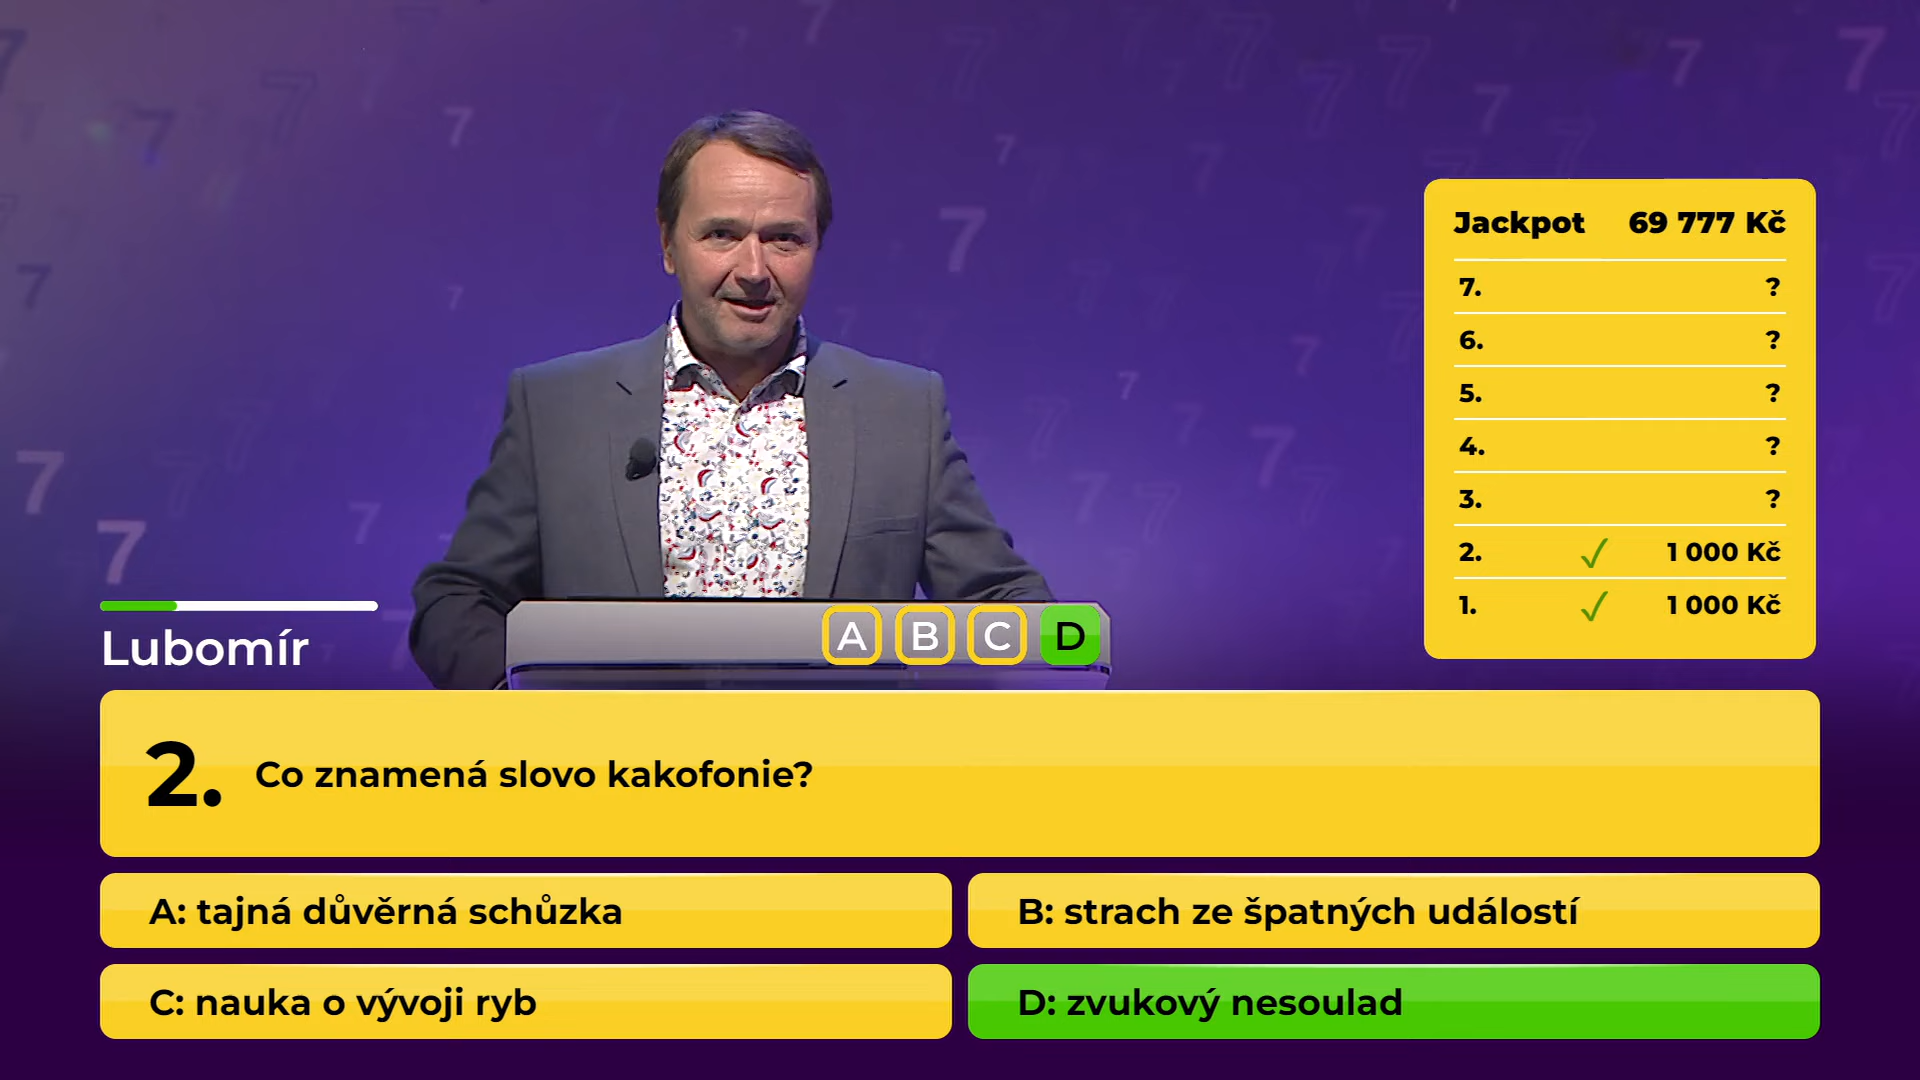 Jackpot 69 777 Kč
7. ?
6. ?
5. ?
4. ?
3. ?
2. ✓ 1 000 Kč
1. ✓ 1 000 Kč
Lubomír
A B C D
2. Co znamená slovo kakofonie?
A: tajná důvěrná schůzka
B: strach ze špatných událostí
C: nauka o vývoji ryb
D: zvukový nesoulad